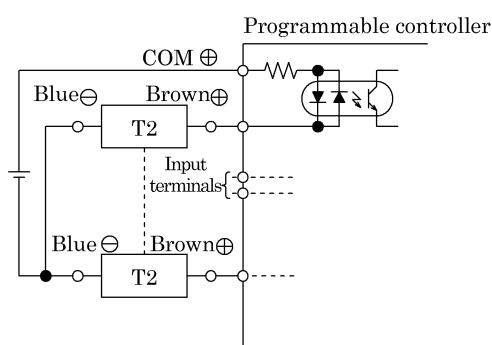 Programmable controller
COM ⊕
Blue⊖ Brown⊕
T2
Input
terminals
Blue⊖ Brown⊕
T2